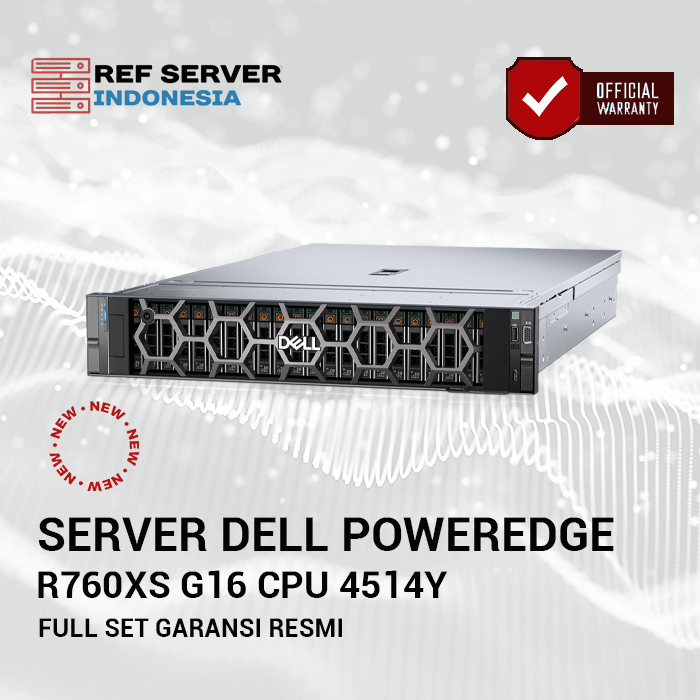 REF SERVER
INDONESIA
OFFICIAL
WARRANTY
DELL
NEW • NEW • NEW • NEW • NEW •
SERVER DELL POWEREDGE
R760XS G16 CPU 4514Y
FULL SET GARANSI RESMI